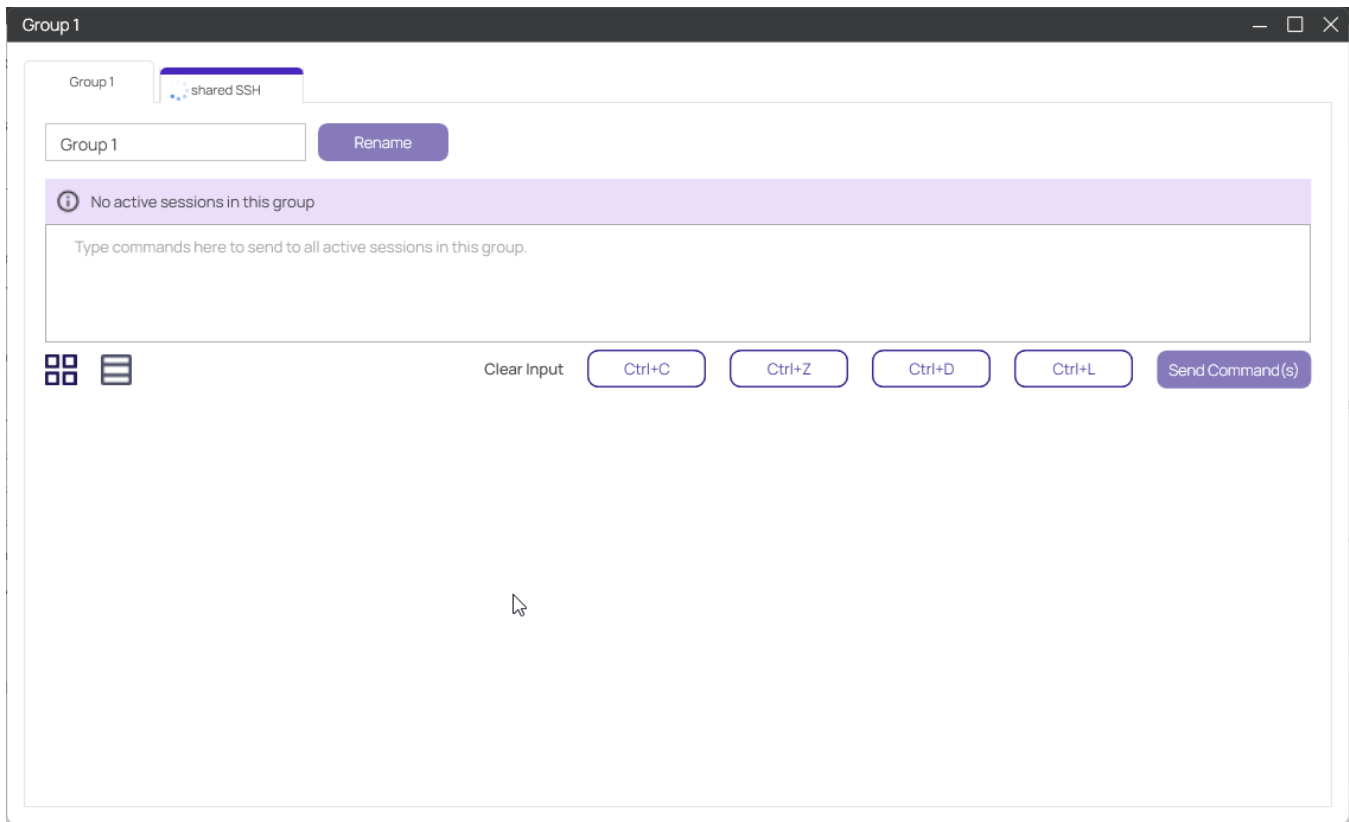 Group 1
Group 1
shared SSH
Group 1
Rename
No active sessions in this group
Type commands here to send to all active sessions in this group.
Clear Input Ctrl+C Ctrl+Z Ctrl+D Ctrl+L Send Command(s)